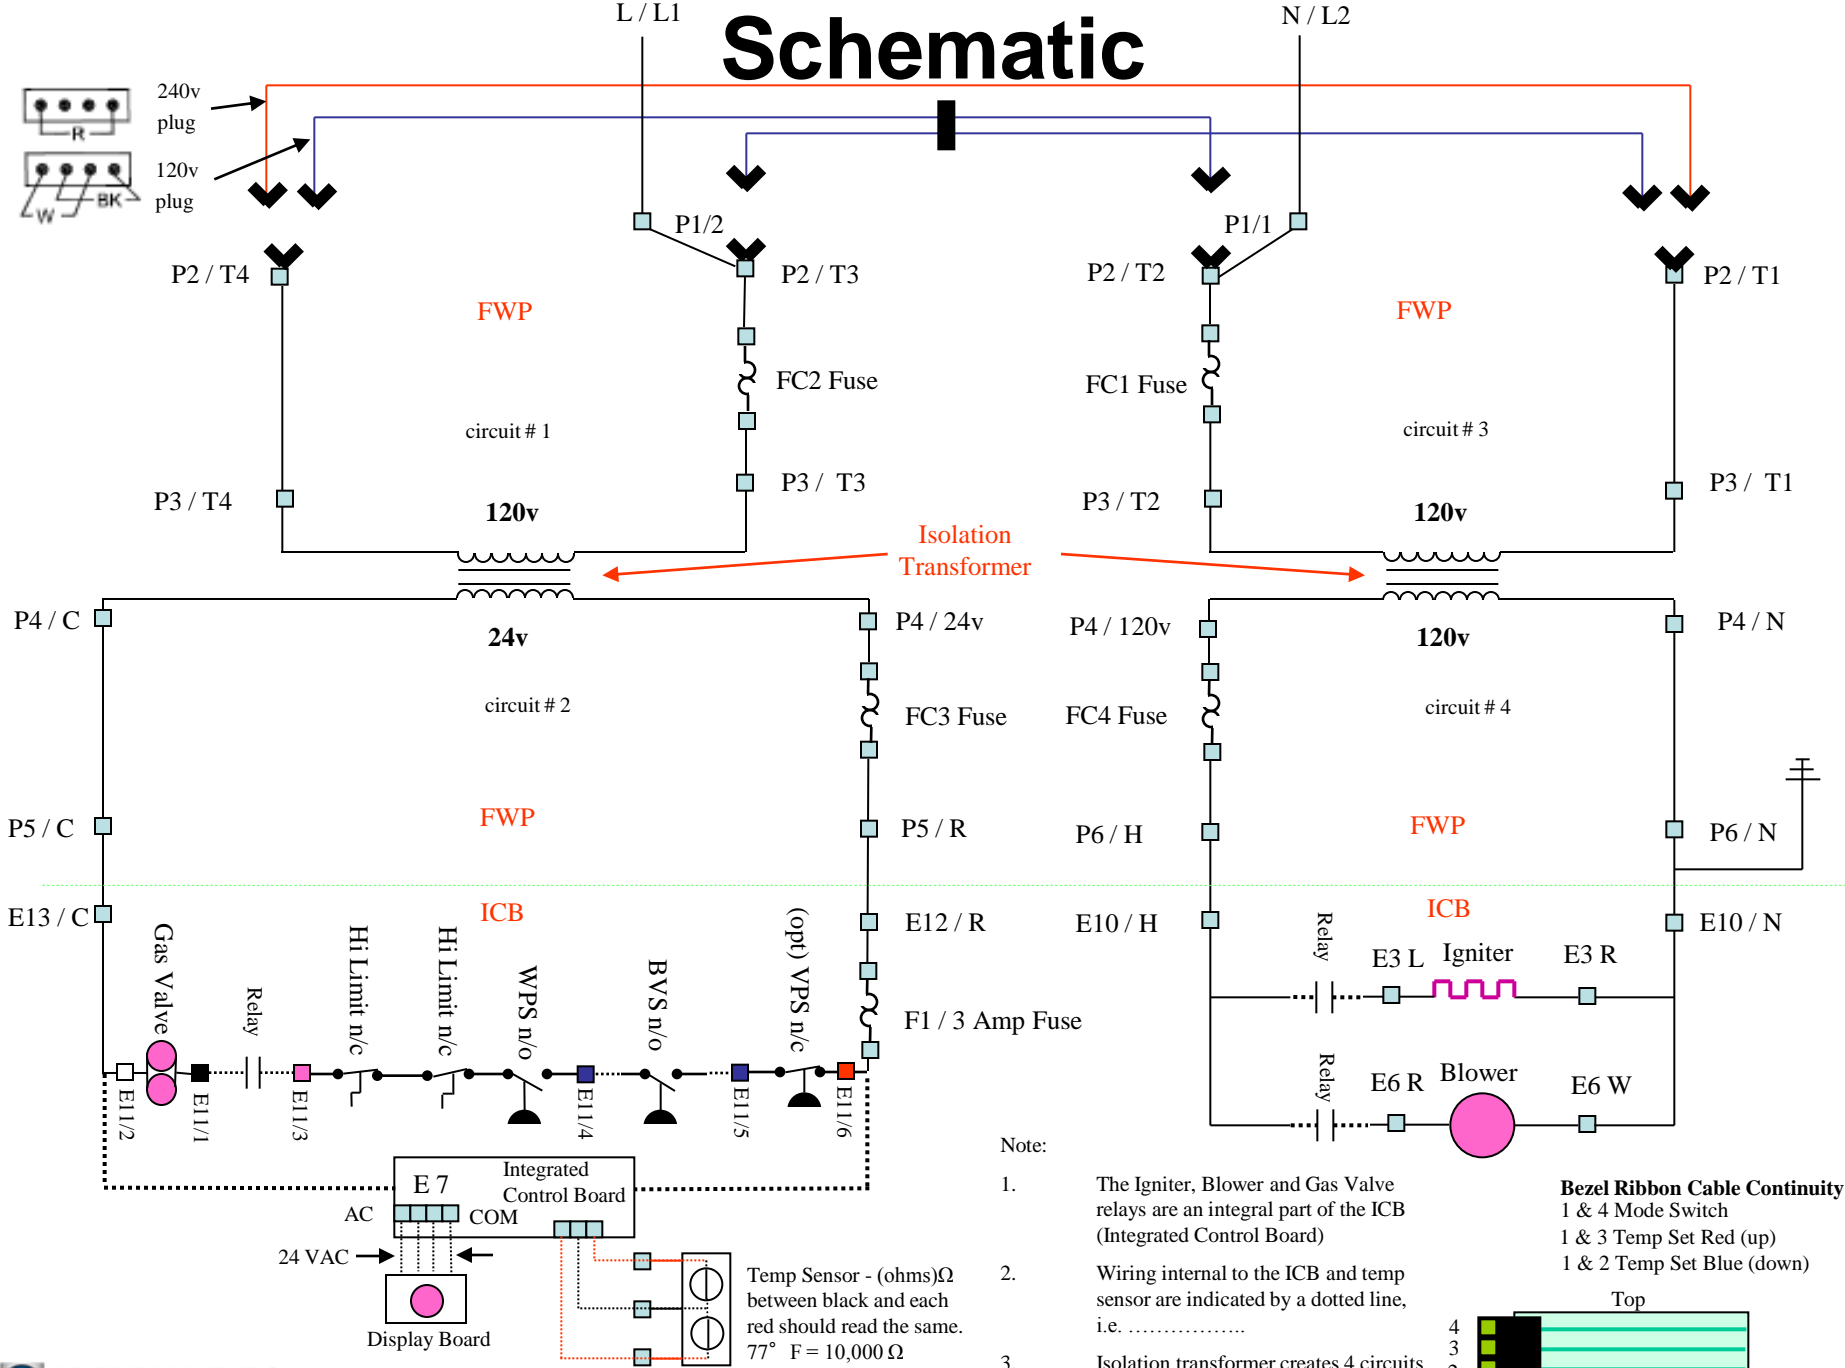 L / L1
N / L2
Schematic
240v
plug
R
120v
plug
BK
W
P1/2
P1/1
P2 / T4
P2 / T3
P2 / T2
P2 / T1
FWP
FWP
FC2 Fuse
FC1 Fuse
circuit # 1
circuit # 3
P3 / T4
P3 /  T3
P3 / T2
P3 /  T1
120v
120v
Isolation
Transformer
P4 / C
P4 / 24v
P4 / 120v
P4 / N
24v
120v
circuit # 2
circuit # 4
FC3 Fuse
FC4 Fuse
FWP
FWP
P5 / C
P5 / R
P6 / H
P6 / N
ICB
ICB
E13 / C
E12 / R
E10 / H
E10 / N
Gas Valve
Relay
Hi Limit n/c
Hi Limit n/c
WPS n/o
BVS n/o
(opt) VPS n/c
Relay
E3 L
Igniter
E3 R
F1 / 3 Amp Fuse
Relay
E6 R
Blower
E6 W
E11/2
E11/1
E11/3
E11/4
E11/5
E11/6
E 7
Integrated
Control Board
AC
COM
24 VAC
Display Board
Temp Sensor - (ohms)Ω
between black and each
red should read the same.
77° F = 10,000 Ω
Note:
1. The Igniter, Blower and Gas Valve
relays are an integral part of the ICB
(Integrated Control Board)
2. Wiring internal to the ICB and temp
sensor are indicated by a dotted line,
i.e. ……………..
3. Isolation transformer creates 4 circuits
Bezel Ribbon Cable Continuity
1 & 4 Mode Switch
1 & 3 Temp Set Red (up)
1 & 2 Temp Set Blue (down)
Top
4
3